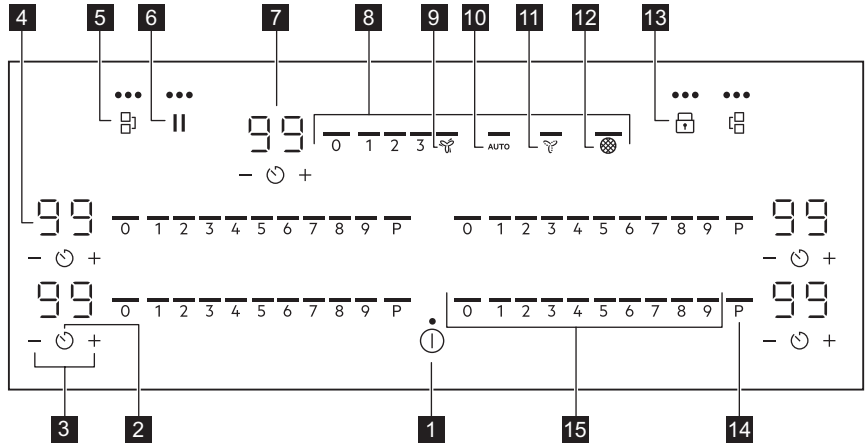 4 5 6 7 8 9 10 11 12 13
99 0 1 2 3 AUTO
− +
99 0 1 2 3 4 5 6 7 8 9 P 0 1 2 3 4 5 6 7 8 9 P 99
− + − +
99 0 1 2 3 4 5 6 7 8 9 P 0 1 2 3 4 5 6 7 8 9 P 99
− + − +
3 2 1 15 14